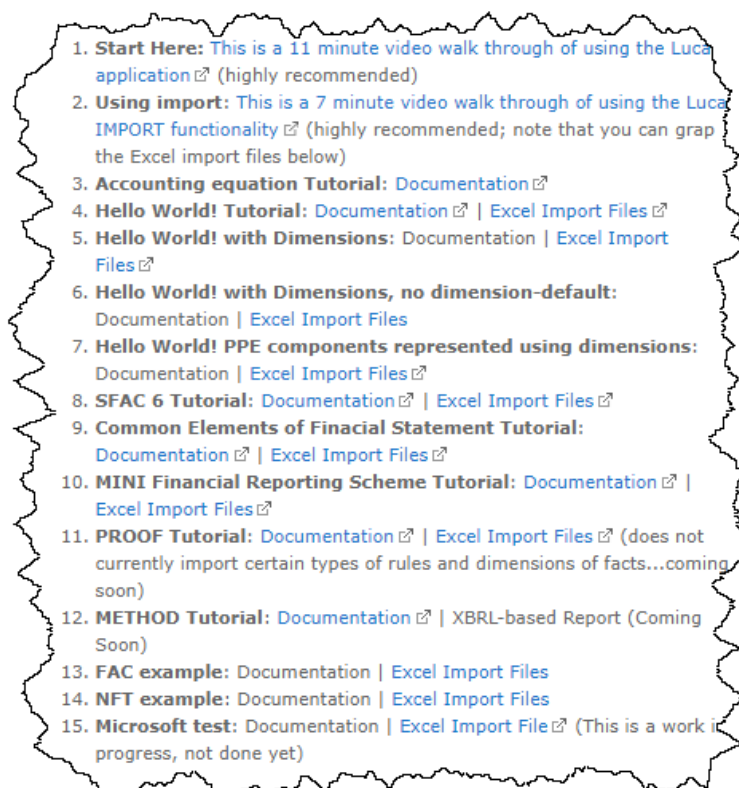 1. Start Here: This is a 11 minute video walk through of using the Luca
application (highly recommended)
2. Using import: This is a 7 minute video walk through of using the Luca
IMPORT functionality (highly recommended; note that you can grap
the Excel import files below)
3. Accounting equation Tutorial: Documentation
4. Hello World! Tutorial: Documentation | Excel Import Files
5. Hello World! with Dimensions: Documentation | Excel Import
Files
6. Hello World! with Dimensions, no dimension-default:
Documentation | Excel Import Files
7. Hello World! PPE components represented using dimensions:
Documentation | Excel Import Files
8. SFAC 6 Tutorial: Documentation | Excel Import Files
9. Common Elements of Finacial Statement Tutorial:
Documentation | Excel Import Files
10. MINI Financial Reporting Scheme Tutorial: Documentation |
Excel Import Files
11. PROOF Tutorial: Documentation | Excel Import Files (does not
currently import certain types of rules and dimensions of facts...coming
soon)
12. METHOD Tutorial: Documentation | XBRL-based Report (Coming
Soon)
13. FAC example: Documentation | Excel Import Files
14. NFT example: Documentation | Excel Import Files
15. Microsoft test: Documentation | Excel Import File (This is a work i
progress, not done yet)